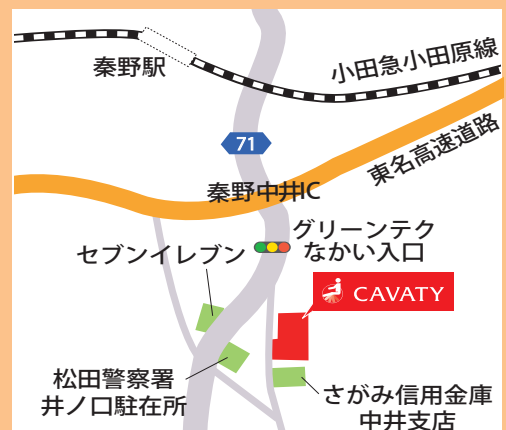 秦野駅
小田急小田原線
71
東名高速道路
秦野中井IC
グリーンテク
なかい入口
セブンイレブン
CAVATY
松田警察署
井ノ口駐在所
さがみ信用金庫
中井支店